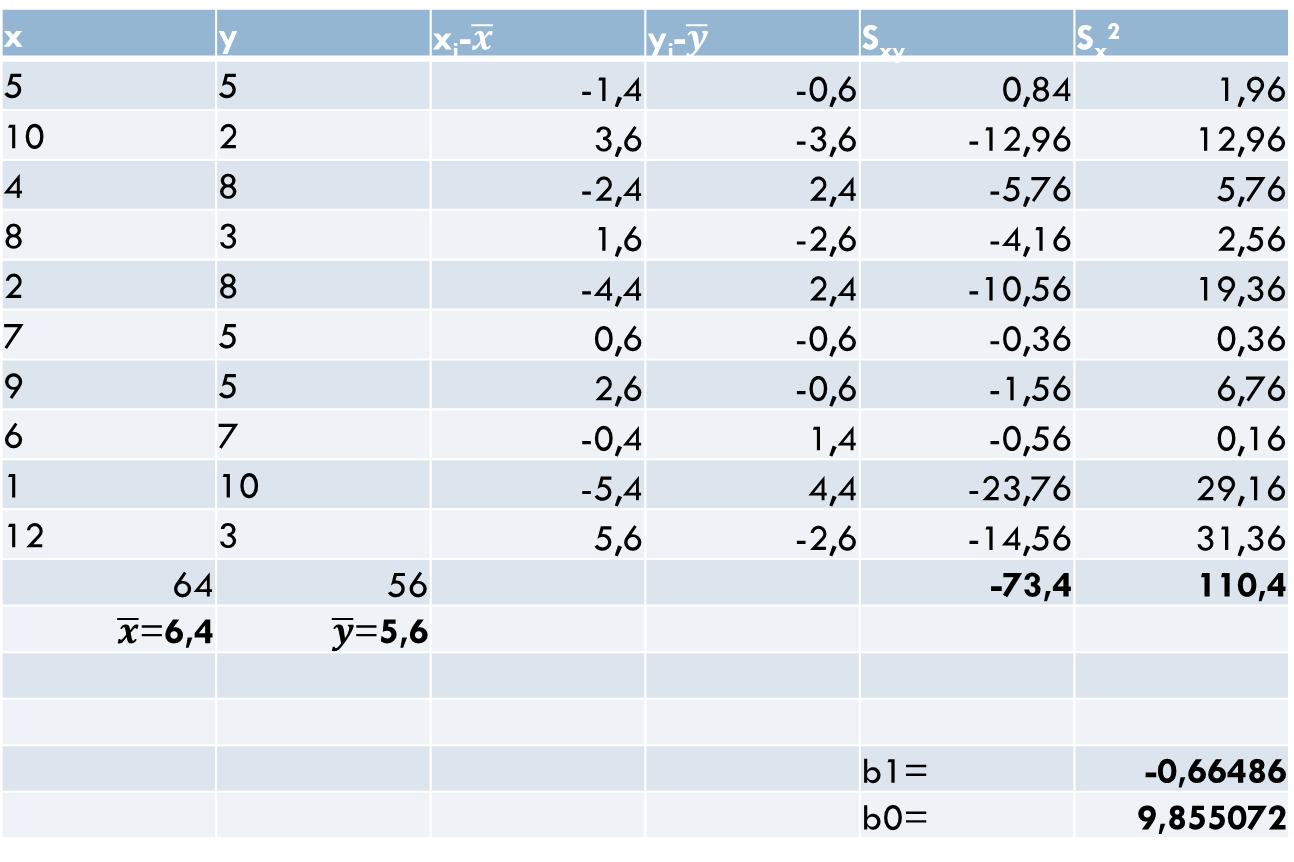 x y xᵢ-x̅ yᵢ-y̅ Sₓᵧ Sₓ²
5 5 -1,4 -0,6 0,84 1,96
10 2 3,6 -3,6 -12,96 12,96
4 8 -2,4 2,4 -5,76 5,76
8 3 1,6 -2,6 -4,16 2,56
2 8 -4,4 2,4 -10,56 19,36
7 5 0,6 -0,6 -0,36 0,36
9 5 2,6 -0,6 -1,56 6,76
6 7 -0,4 1,4 -0,56 0,16
1 10 -5,4 4,4 -23,76 29,16
12 3 5,6 -2,6 -14,56 31,36
64 56 -73,4 110,4
x̅=6,4 y̅=5,6
b1= -0,66486
b0= 9,855072